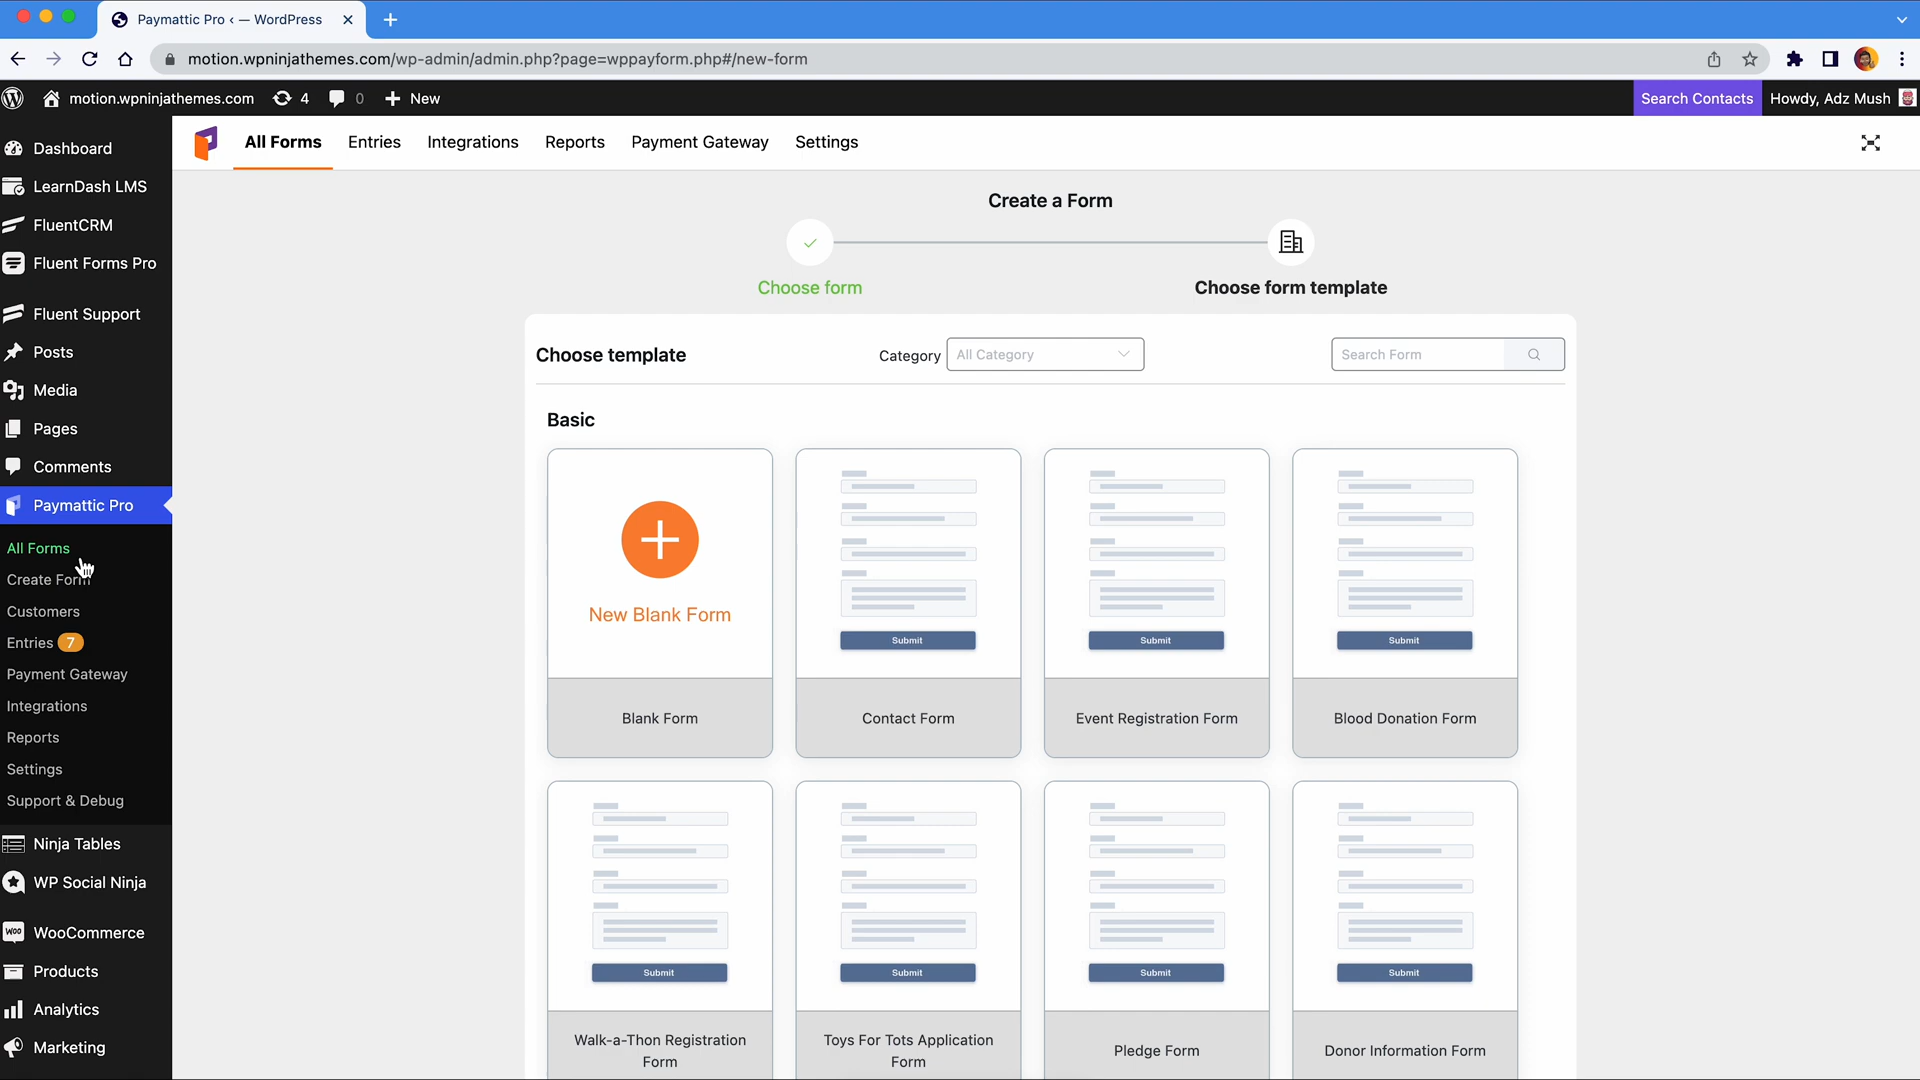 Paymattic Pro ‹ — WordPress
motion.wpninjathemes.com/wp-admin/admin.php?page=wppayform.php#/new-form
motion.wpninjathemes.com 4 0 New
Search Contacts Howdy, Adz Mush
Dashboard
LearnDash LMS
FluentCRM
Fluent Forms Pro
Fluent Support
Posts
Media
Pages
Comments
Paymattic Pro
All Forms
Create Form
Customers
Entries 7
Payment Gateway
Integrations
Reports
Settings
Support & Debug
Ninja Tables
WP Social Ninja
WOO WooCommerce
Products
Analytics
Marketing
All Forms Entries Integrations Reports Payment Gateway Settings
Create a Form
Choose form Choose form template
Choose template Category All Category Search Form
Basic
New Blank Form
Submit Submit Submit
Blank Form Contact Form Event Registration Form Blood Donation Form
Submit Submit Submit Submit
Walk-a-Thon Registration
Form
Toys For Tots Application
Form
Pledge Form
Donor Information Form